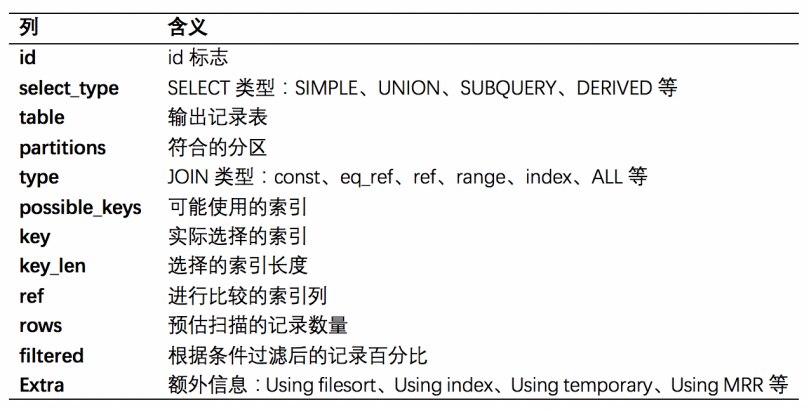 列 含义
id id 标志
select_type SELECT 类型：SIMPLE、UNION、SUBQUERY、DERIVED 等
table 输出记录表
partitions 符合的分区
type JOIN 类型：const、eq_ref、ref、range、index、ALL 等
possible_keys 可能使用的索引
key 实际选择的索引
key_len 选择的索引长度
ref 进行比较的索引列
rows 预估扫描的记录数量
filtered 根据条件过滤后的记录百分比
Extra 额外信息：Using filesort、Using index、Using temporary、Using MRR 等